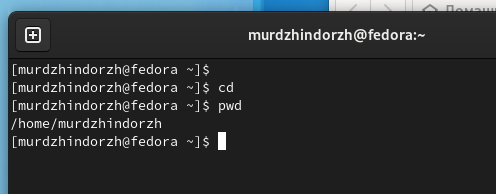 murdzhindorzh@fedora:~
[murdzhindorzh@fedora ~]$
[murdzhindorzh@fedora ~]$ cd
[murdzhindorzh@fedora ~]$ pwd
/home/murdzhindorzh
[murdzhindorzh@fedora ~]$